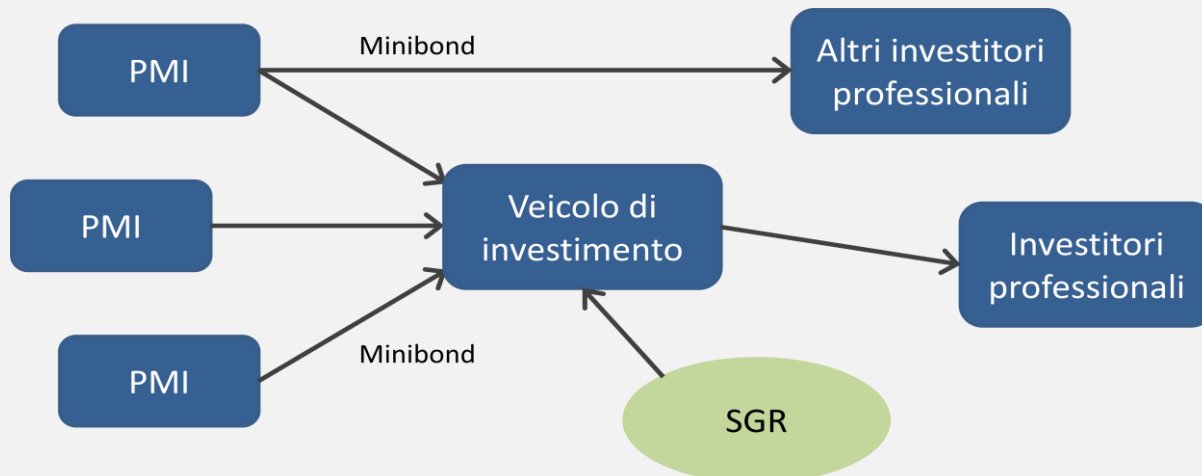 PMI
Minibond
Altri investitori
professionali
PMI
Veicolo di
investimento
Investitori
professionali
PMI
Minibond
SGR